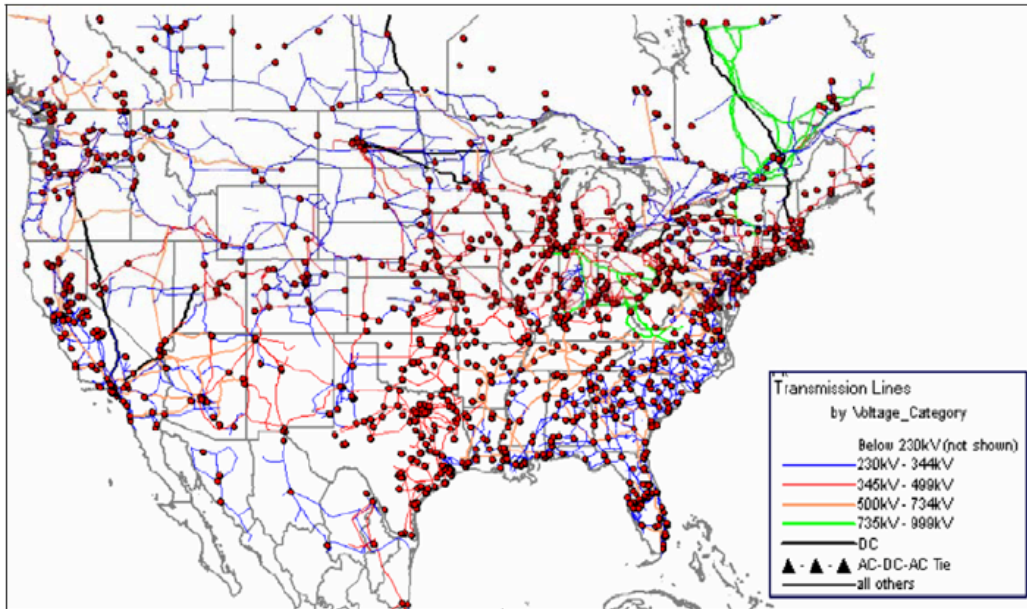 Transmission Lines
by Voltage_Category
Below 230kV (not shown)
230kV - 344kV
345kV - 499kV
500kV - 734kV
735kV - 999kV
DC
AC-DC-AC Tie
all others